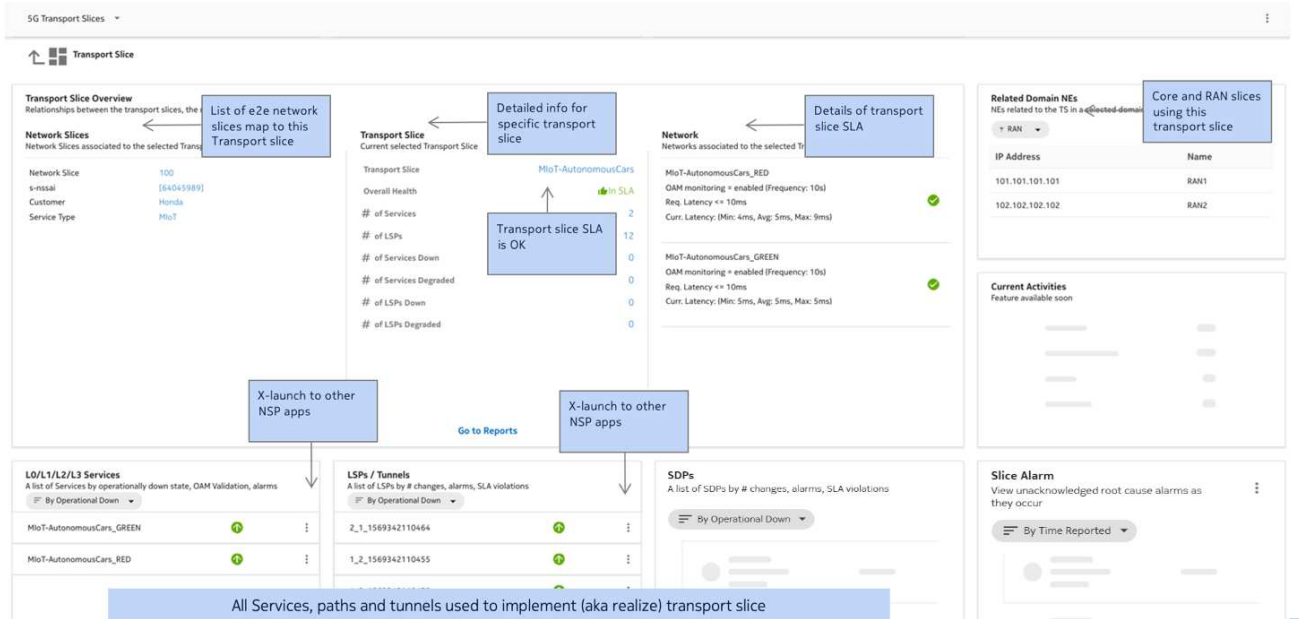 5G Transport Slices
Transport Slice
Transport Slice Overview
Relationships between the transport slices, the
Network Slices
Network Slices associated to the selected Trans
Network Slice 100
s-nssai [64045989]
Customer Honda
Service Type MIoT
List of e2e network
slices map to this
Transport slice
Transport Slice
Current selected Transport Slice
Transport Slice MIoT-AutonomousCars
Overall Health In SLA
# of Services 2
# of LSPs 12
# of Services Down 0
# of Services Degraded 0
# of LSPs Down 0
# of LSPs Degraded 0
Detailed info for
specific transport
slice
Transport slice SLA
is OK
Network
Networks associated to the selected Tr
MIoT-AutonomousCars_RED
OAM monitoring = enabled (Frequency: 10s)
Req. Latency <= 10ms
Curr. Latency: (Min: 4ms, Avg: 5ms, Max: 9ms)
MIoT-AutonomousCars_GREEN
OAM monitoring = enabled (Frequency: 10s)
Req. Latency <= 10ms
Curr. Latency: (Min: 5ms, Avg: 5ms, Max: 5ms)
Details of transport
slice SLA
X-launch to other
NSP apps
Go to Reports
X-launch to other
NSP apps
Related Domain NEs
NEs related to the TS in a selected domain
RAN
IP Address Name
101.101.101.101 RAN1
102.102.102.102 RAN2
Core and RAN slices
using this
transport slice
Current Activities
Feature available soon
L0/L1/L2/L3 Services
A list of Services by operationally down state, OAM Validation, alarms
By Operational Down
MIoT-AutonomousCars_GREEN
MIoT-AutonomousCars_RED
LSPs / Tunnels
A list of LSPs by # changes, alarms, SLA violations
By Operational Down
2_1_1569342110464
1_2_1569342110455
SDPs
A list of SDPs by # changes, alarms, SLA violations
By Operational Down
Slice Alarm
View unacknowledged root cause alarms as
they occur
By Time Reported
All Services, paths and tunnels used to implement (aka realize) transport slice